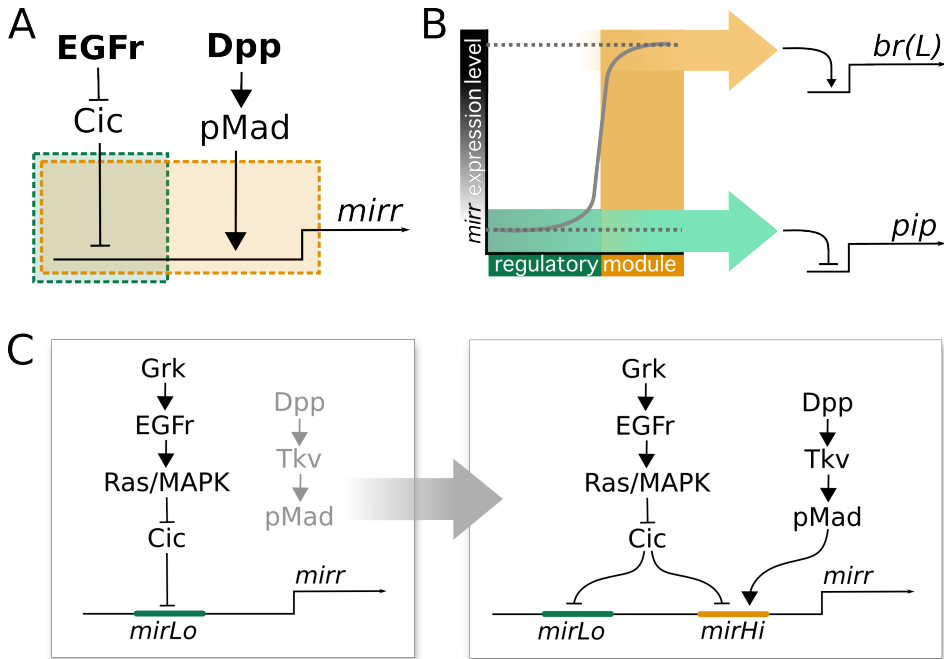 A
EGFr
Dpp
Cic
pMad
mirr
B
mirr expression level
regulatory module
br(L)
pip
C
Grk
EGFr
Ras/MAPK
Cic
Dpp
Tkv
pMad
mirr
mirLo
Grk
EGFr
Ras/MAPK
Cic
Dpp
Tkv
pMad
mirr
mirLo
mirHi